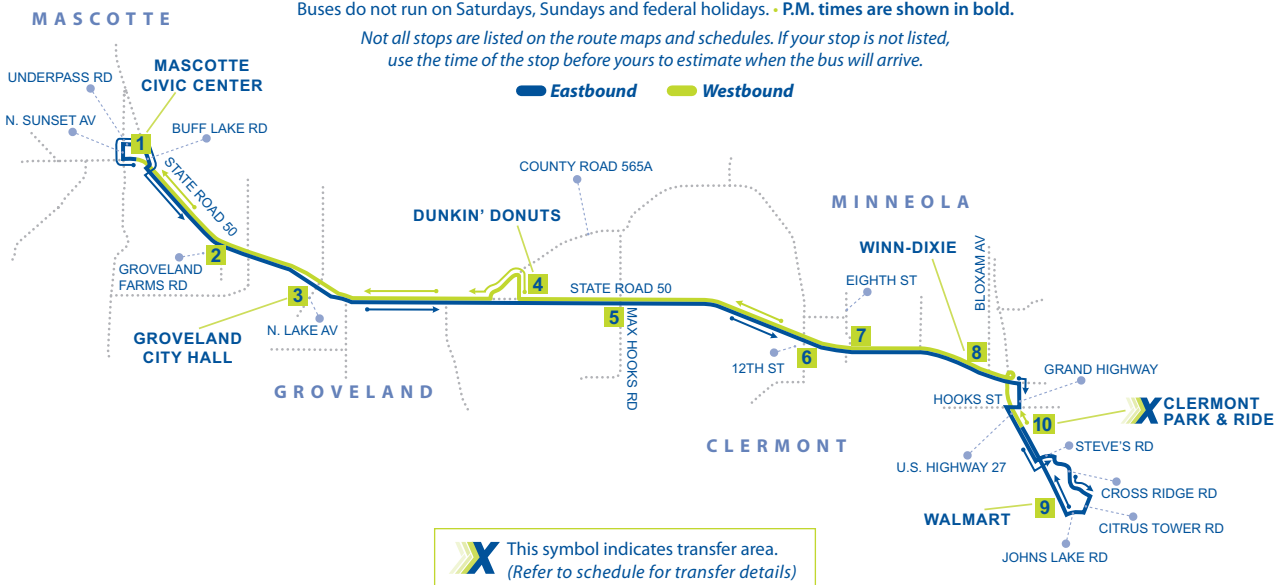 Buses do not run on Saturdays, Sundays and federal holidays. • P.M. times are shown in bold.
MASCOTTE
Not all stops are listed on the route maps and schedules. If your stop is not listed,
use the time of the stop before yours to estimate when the bus will arrive.
Eastbound Westbound
UNDERPASS RD
MASCOTTE
CIVIC CENTER
N. SUNSET AV
BUFF LAKE RD
1
STATE ROAD 50
COUNTY ROAD 565A
DUNKIN' DONUTS
MINNEOLA
WINN-DIXIE
BLOXAM AV
2
GROVELAND
FARMS RD
3
N. LAKE AV
GROVELAND
CITY HALL
GROVELAND
4
STATE ROAD 50
5
MAX HOOKS RD
EIGHTH ST
7
6
12TH ST
8
GRAND HIGHWAY
HOOKS ST
10
X CLERMONT
PARK & RIDE
CLERMONT
STEVE'S RD
U.S. HIGHWAY 27
CROSS RIDGE RD
9
WALMART
CITRUS TOWER RD
JOHNS LAKE RD
X This symbol indicates transfer area.
(Refer to schedule for transfer details)